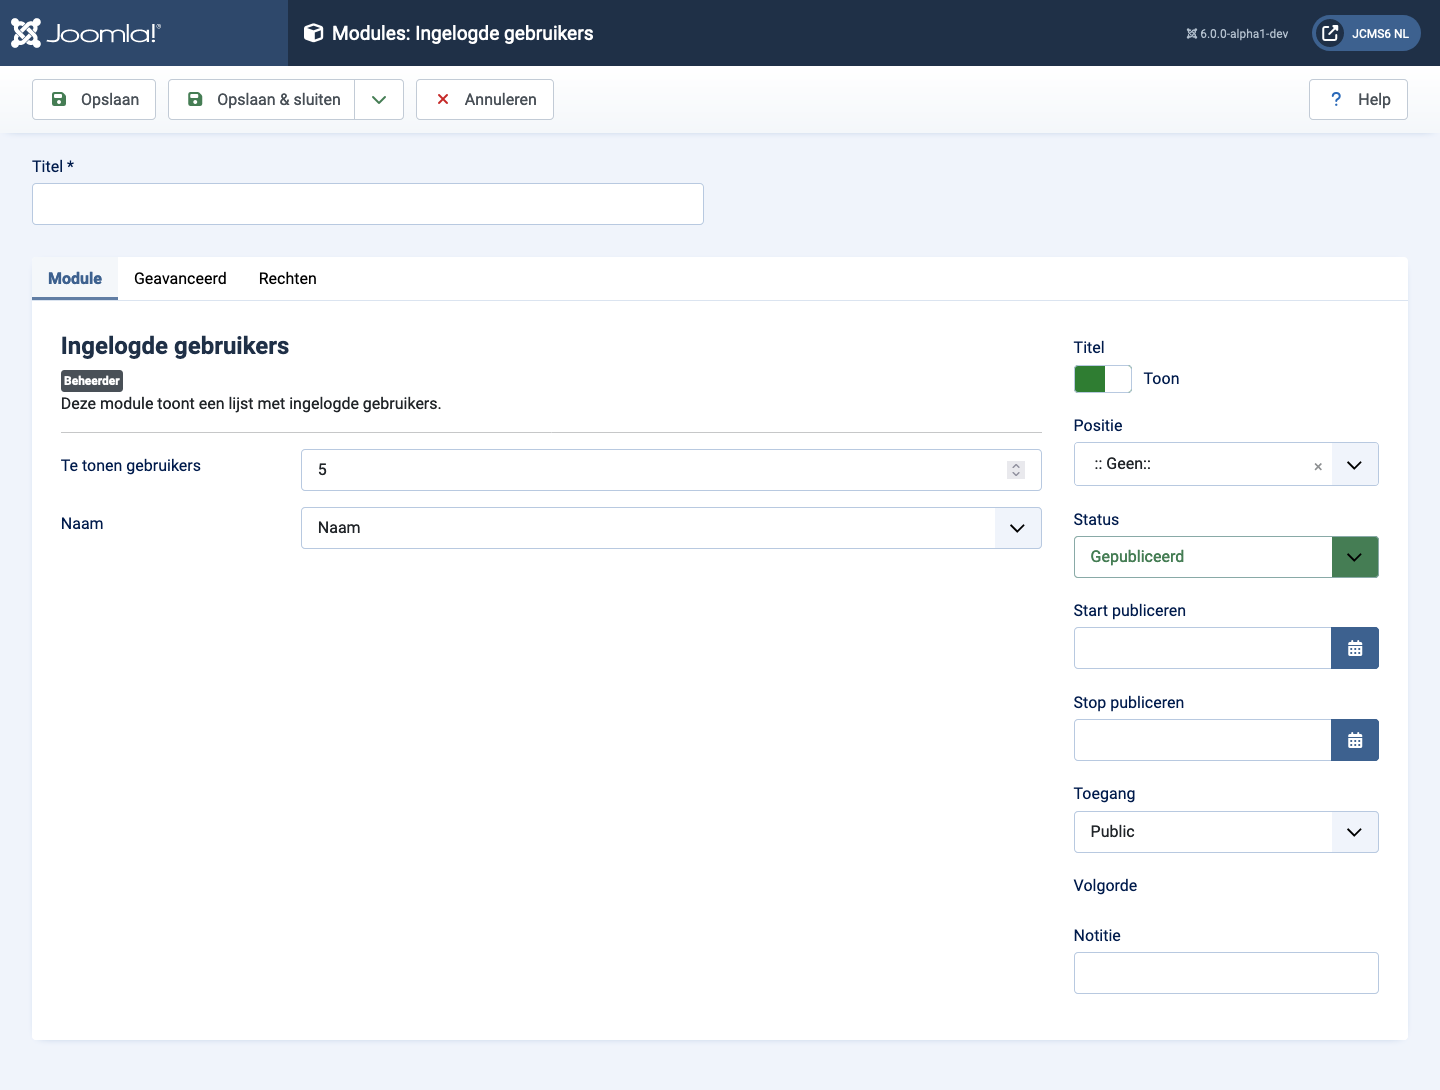 Joomla!®
Modules: Ingelogde gebruikers
6.0.0-alpha1-dev
JCMS6 NL
Opslaan
Opslaan & sluiten
Annuleren
? Help
Titel *
Module
Geavanceerd
Rechten
Ingelogde gebruikers
Beheerder
Deze module toont een lijst met ingelogde gebruikers.
Te tonen gebruikers
5
Naam
Naam
Titel
Toon
Positie
:: Geen::
×
Status
Gepubliceerd
Start publiceren
Stop publiceren
Toegang
Public
Volgorde
Notitie